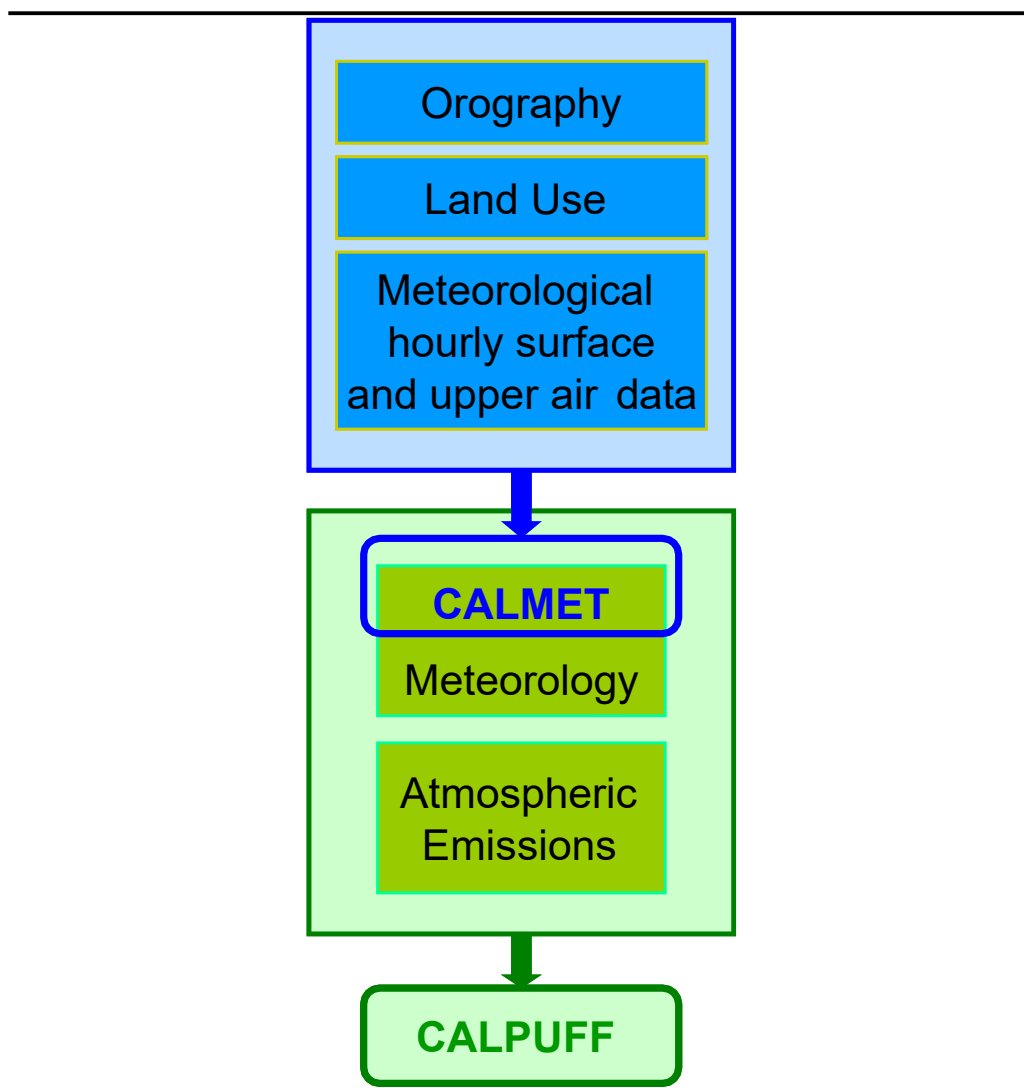 Orography
Land Use
Meteorological
hourly surface
and upper air data
CALMET
Meteorology
Atmospheric
Emissions
CALPUFF